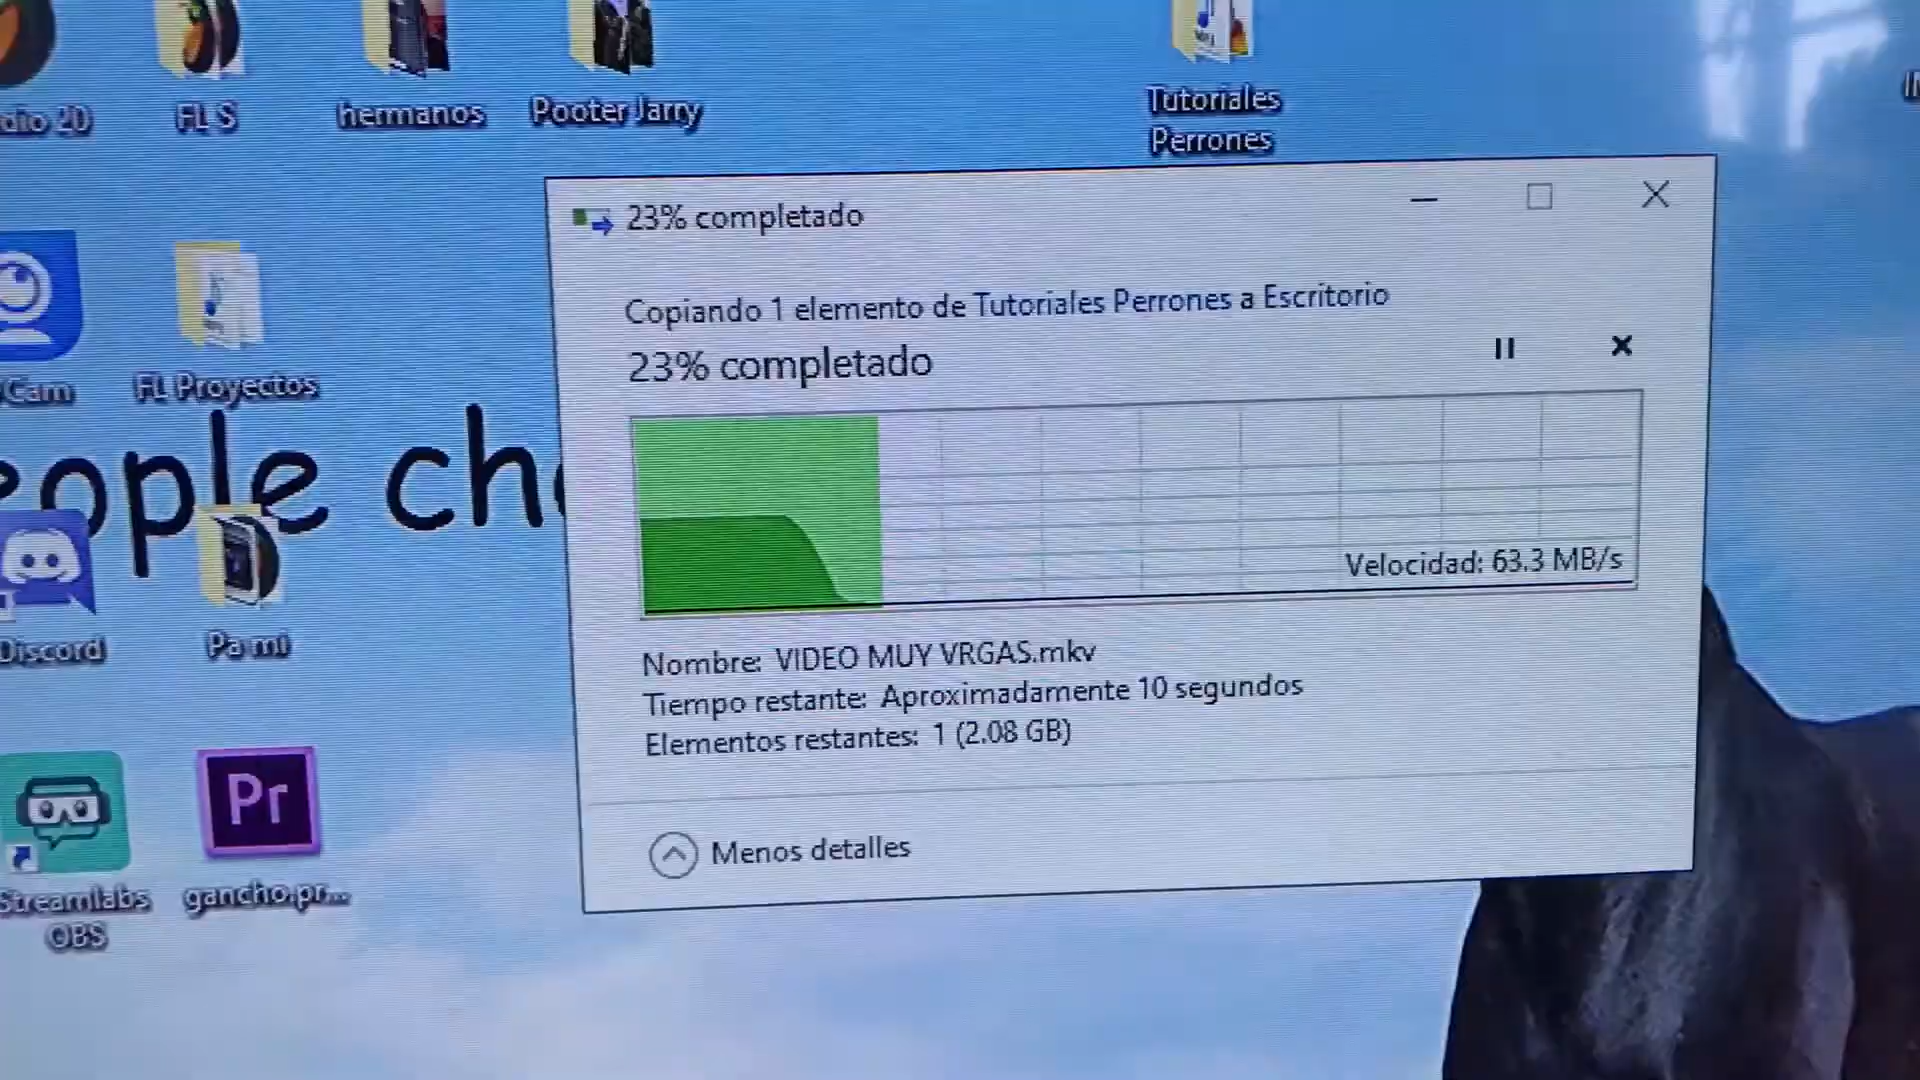 dio 20
FL S
hermanos
Pooter Jarry
Tutoriales
Perrones
23% completado
Copiando 1 elemento de Tutoriales Perrones a Escritorio
23% completado
Cam
FL Proyectos
eople ch
Velocidad: 63.3 MB/s
Discord
Pa mi
Nombre: VIDEO MUY VRGAS.mkv
Tiempo restante: Aproximadamente 10 segundos
Elementos restantes: 1 (2.08 GB)
Pr
Menos detalles
Streamlabs
OBS
gancho.pr...